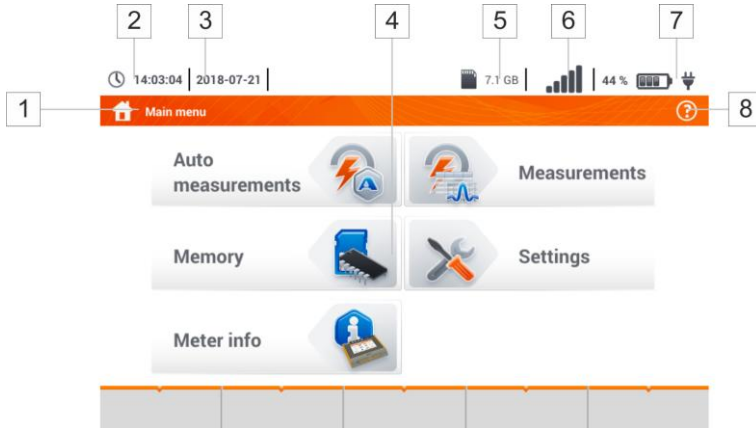 2 3 4 5 6 7
14:03:04 2018-07-21 7.1 GB 44 %
1 Main menu ? 8
Auto measurements
Measurements
Memory
Settings
Meter info